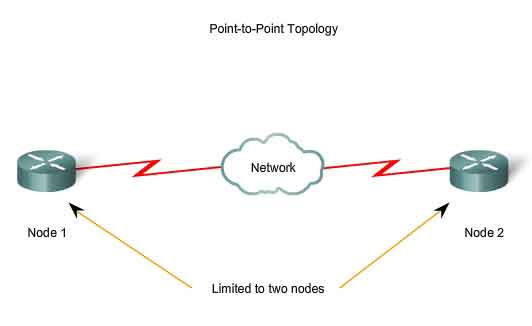 Point-to-Point Topology
Network
Node 1
Node 2
Limited to two nodes